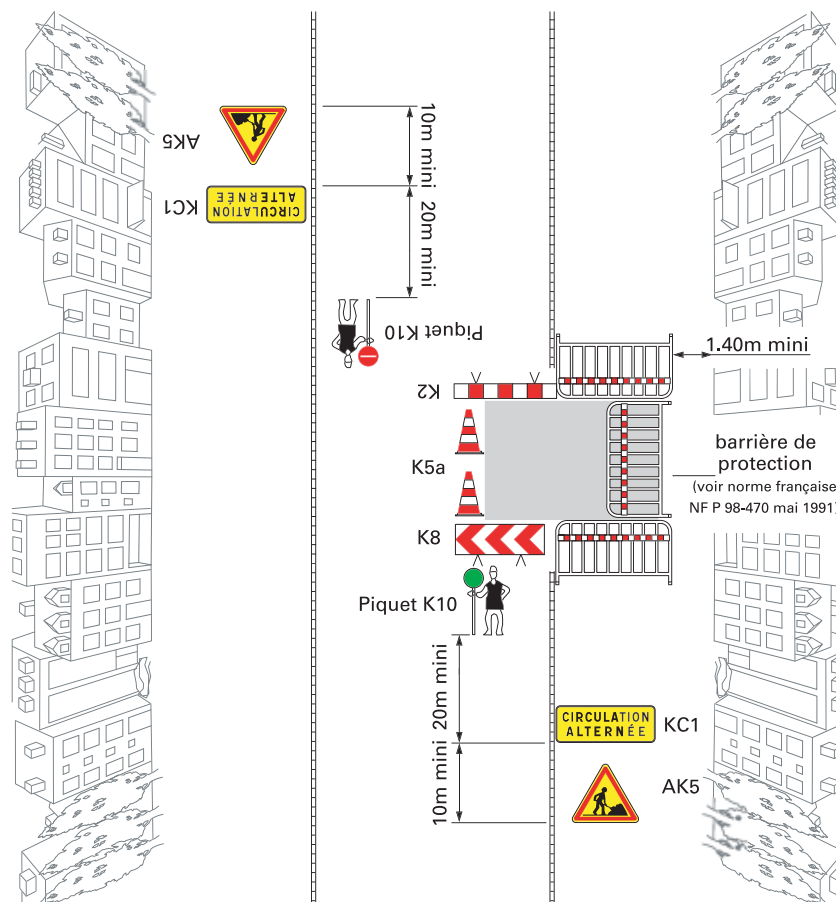 AK5
10m mini
KC1
CIRCULATION
ALTERNÉE
20m mini
Piquet K10
1.40m mini
K2
K5a
barrière de
protection
(voir norme française
NF P 98-470 mai 1991)
K8
Piquet K10
20m mini
CIRCULATION
ALTERNÉE
KC1
10m mini
AK5